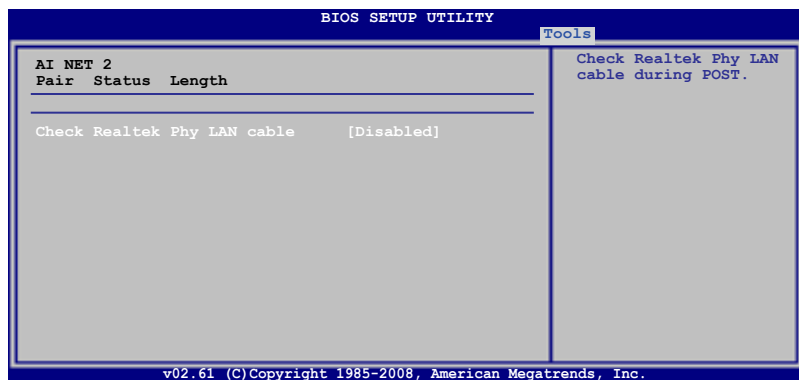 BIOS SETUP UTILITY
Tools
AI NET 2
Pair Status Length
Check Realtek Phy LAN cable [Disabled]
Check Realtek Phy LAN
cable during POST.
v02.61 (C)Copyright 1985-2008, American Megatrends, Inc.